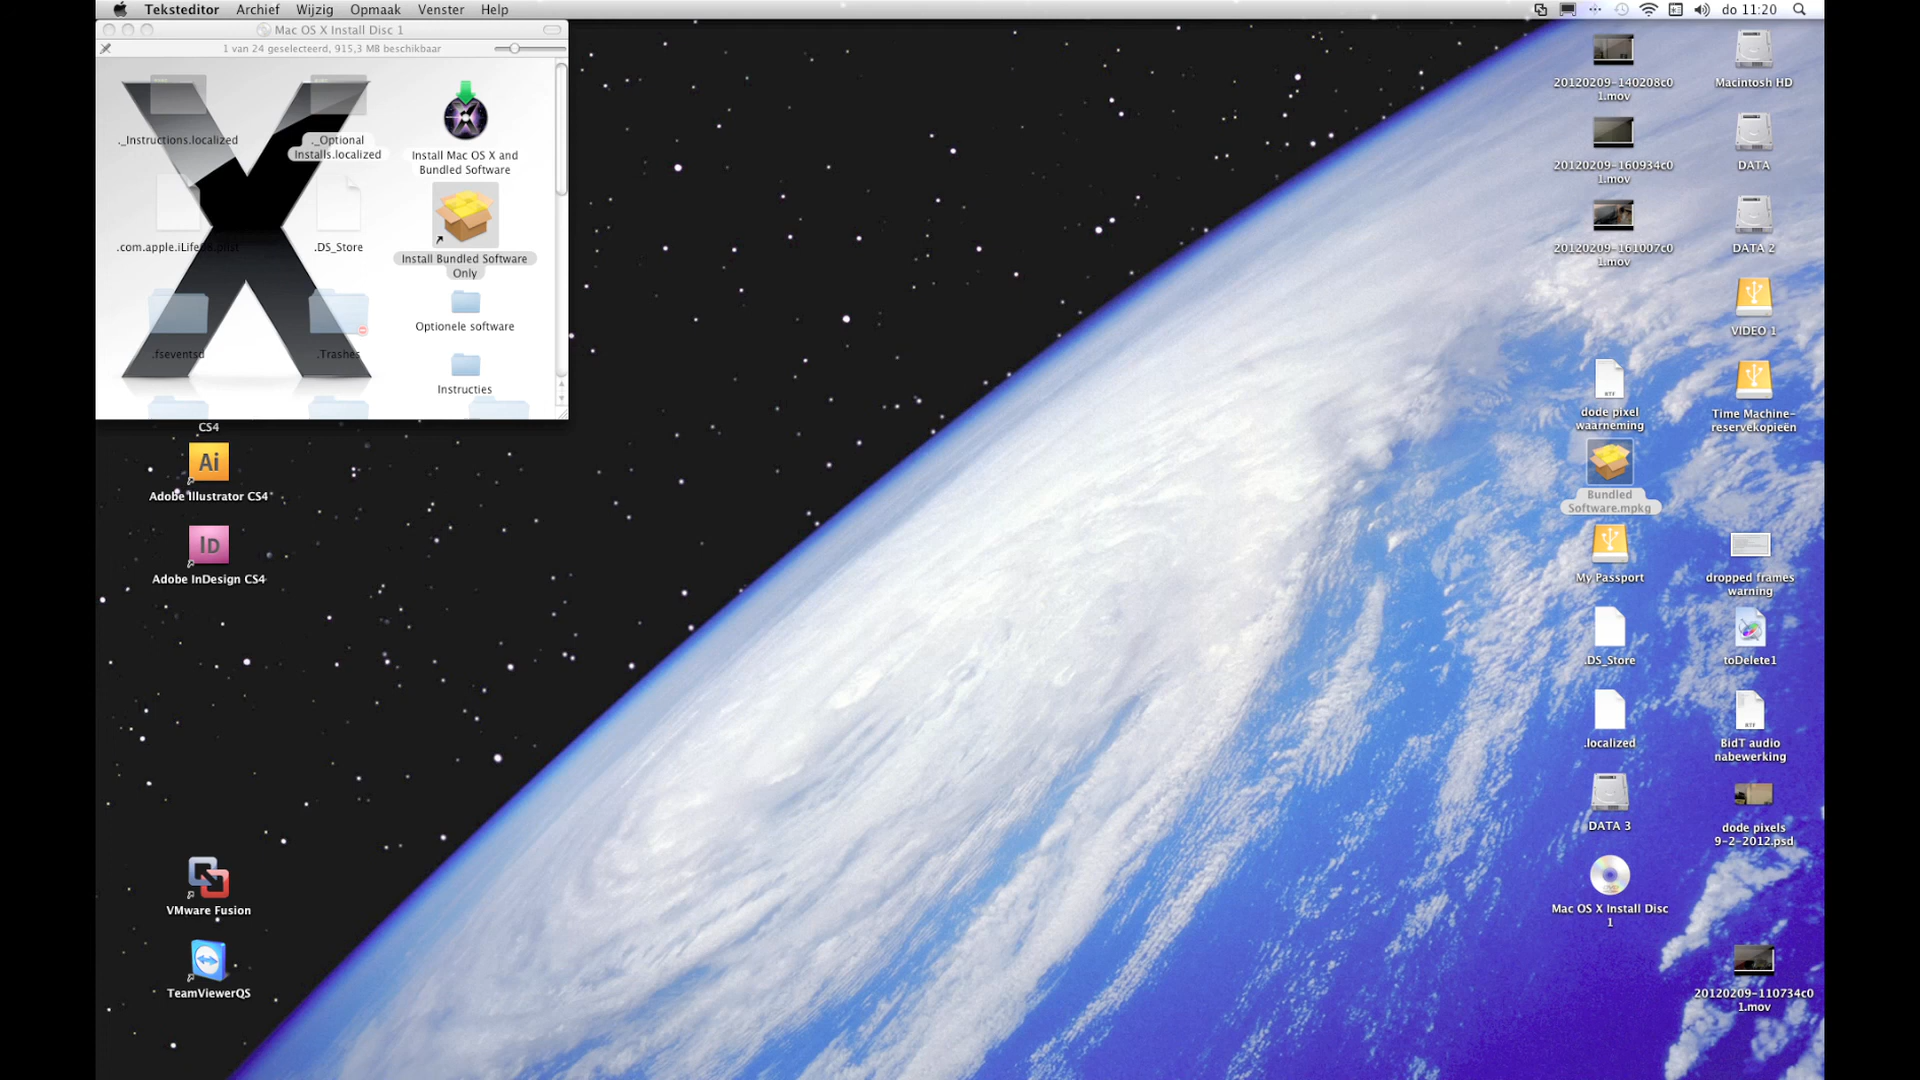 Teksteditor Archief Wijzig Opmaak Venster Help
do 11:20
Mac OS X Install Disc 1
1 van 24 geselecteerd, 915,3 MB beschikbaar
._Instructions.localized
._Optional
Installs.localized
Install Mac OS X and
Bundled Software
.DS_Store
Install Bundled Software
Only
Optionele software
.fseventsd
.Trashes
Instructies
CS4
Ai
Adobe Illustrator CS4
Id
Adobe InDesign CS4
VMware Fusion
TeamViewerQS
20120209-140208c0
1.mov
Macintosh HD
20120209-160934c0
1.mov
DATA
20120209-161007c0
1.mov
DATA 2
VIDEO 1
RTF
dode pixel
waarneming
Time Machine-
reservekopieën
Bundled
Software.mpkg
My Passport
dropped frames
warning
.DS_Store
toDelete1
.localized
RTF
BidT audio
nabewerking
DATA 3
dode pixels
9-2-2012.psd
Mac OS X Install Disc
1
20120209-110734c0
1.mov